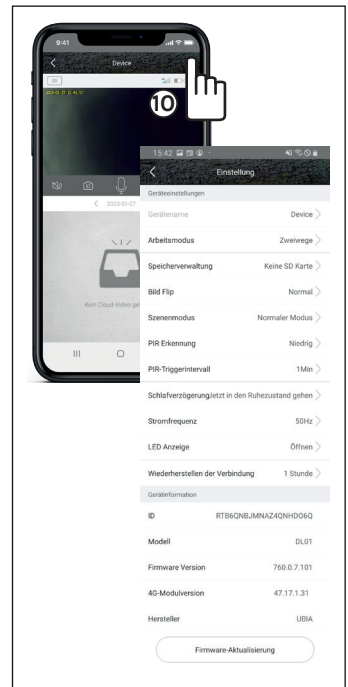 9:41
Device
SD
2023-01-27 15:41:57
10
2023-01-27
Kein Cloud-Video
15:42
Einstellung
Geräteeinstellungen
Gerätename Device
Arbeitsmodus Zweiwege
Speicherverwaltung Keine SD Karte
Bild Flip Normal
Szenenmodus Normaler Modus
PIR Erkennung Niedrig
PIR-Triggerintervall 1Min
Schlafverzögerung Jetzt in den Ruhezustand gehen
Stromfrequenz 50Hz
LED Anzeige Öffnen
Wiederherstellen der Verbindung 1 Stunde
Gerätinformation
ID RTB6QNBJMNAZ4QNHDO6Q
Modell DL01
Firmware Version 760.0.7.101
4G-Modulversion 47.17.1.31
Hersteller UBIA
Firmware-Aktualisierung